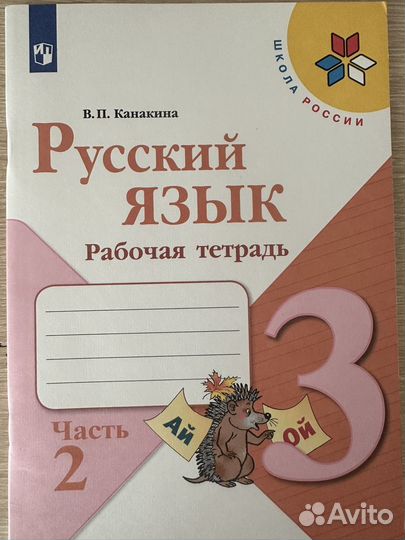 ШКОЛА РОССИИ
В. П. Канакина
Русский
язык
Рабочая тетрадь
3
АЙ
ОЙ
Часть
2
Avito